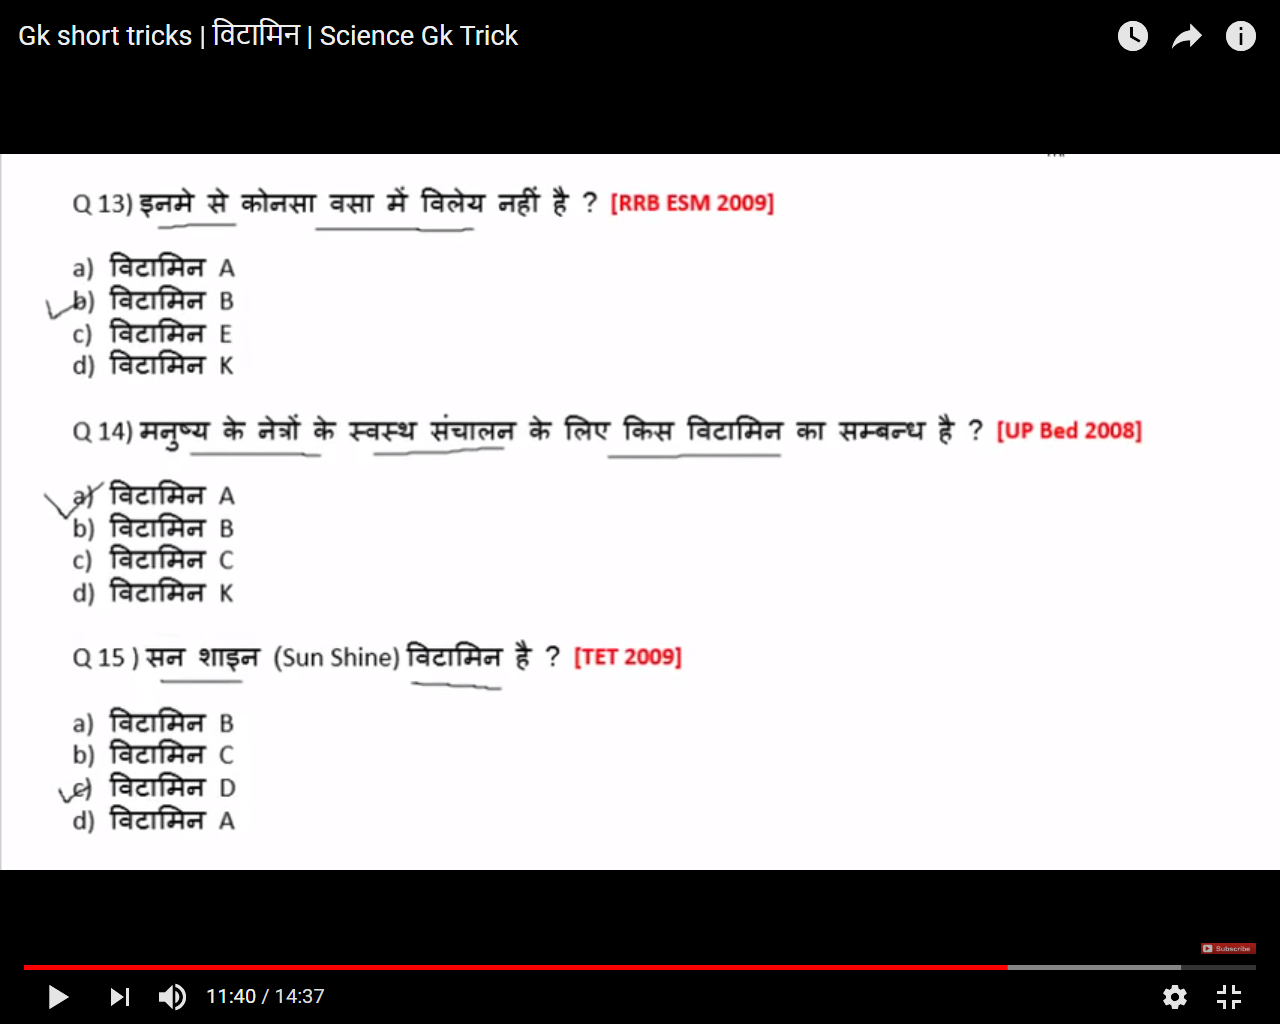 Gk short tricks | विटामिन | Science Gk Trick
Q 13) इनमे से कोनसा वसा में विलेय नहीं है ? [RRB ESM 2009]
a) विटामिन A
b) विटामिन B
c) विटामिन E
d) विटामिन K
Q 14) मनुष्य के नेत्रों के स्वस्थ संचालन के लिए किस विटामिन का सम्बन्ध है ? [UP Bed 2008]
a) विटामिन A
b) विटामिन B
c) विटामिन C
d) विटामिन K
Q 15 ) सन शाइन (Sun Shine) विटामिन है ? [TET 2009]
a) विटामिन B
b) विटामिन C
c) विटामिन D
d) विटामिन A
Subscribe
11:40 / 14:37